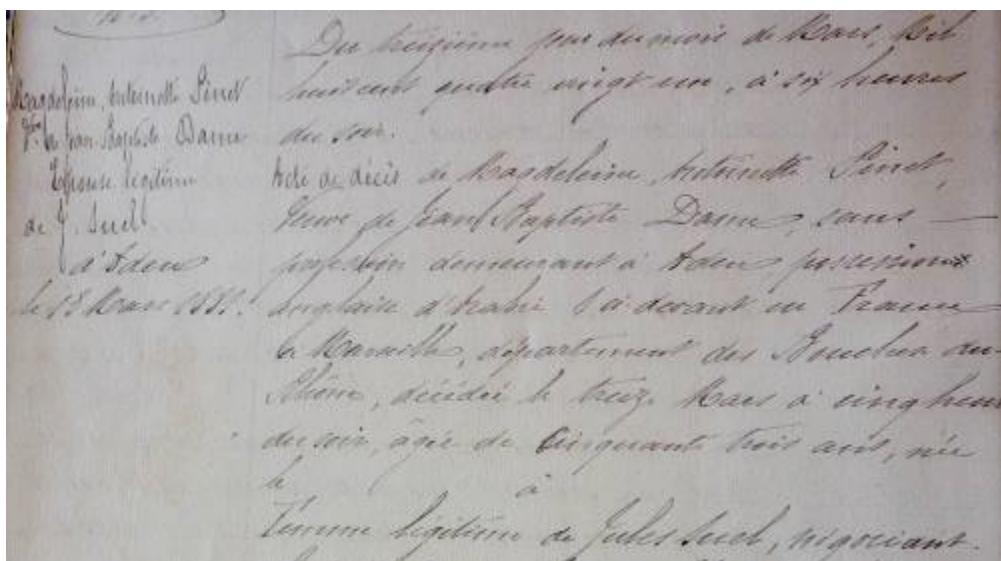 Magdeleine, Antoinette Pinet
Vve de Jean Baptiste Dame
Epouse légitime
de J. Suel
d'Aden
le 13 Mars 1881.
Du treizième jour du mois de Mars, Mil
huit cent quatre vingt un, à six heures
du soir.
Acte de décès de Magdeleine, Antoinette Pinet,
Veuve de Jean Baptiste Dame, sans
profession demeurant à Aden, possessions
anglaise d'Arabie & ci devant en France
à Marseille, département des Bouches du-
Rhône, décédée le treize Mars à cinq heures
du soir, âgée de Cinquante trois ans, née
le à
Femme légitime de Jules Suel, négociant.